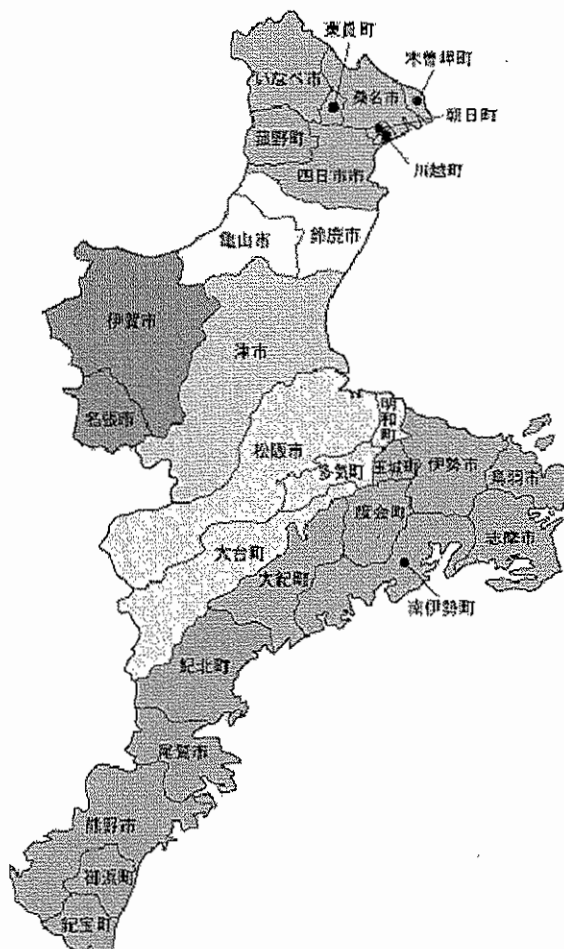 東員町
木曽岬町
いなべ市
桑名市
朝日町
菰野町
川越町
四日市市
鈴鹿市
亀山市
伊賀市
津市
名張市
明和町
松阪市
多気町
玉城町
伊勢市
鳥羽市
度会町
志摩市
大台町
大紀町
南伊勢町
紀北町
尾鷲市
熊野市
御浜町
紀宝町